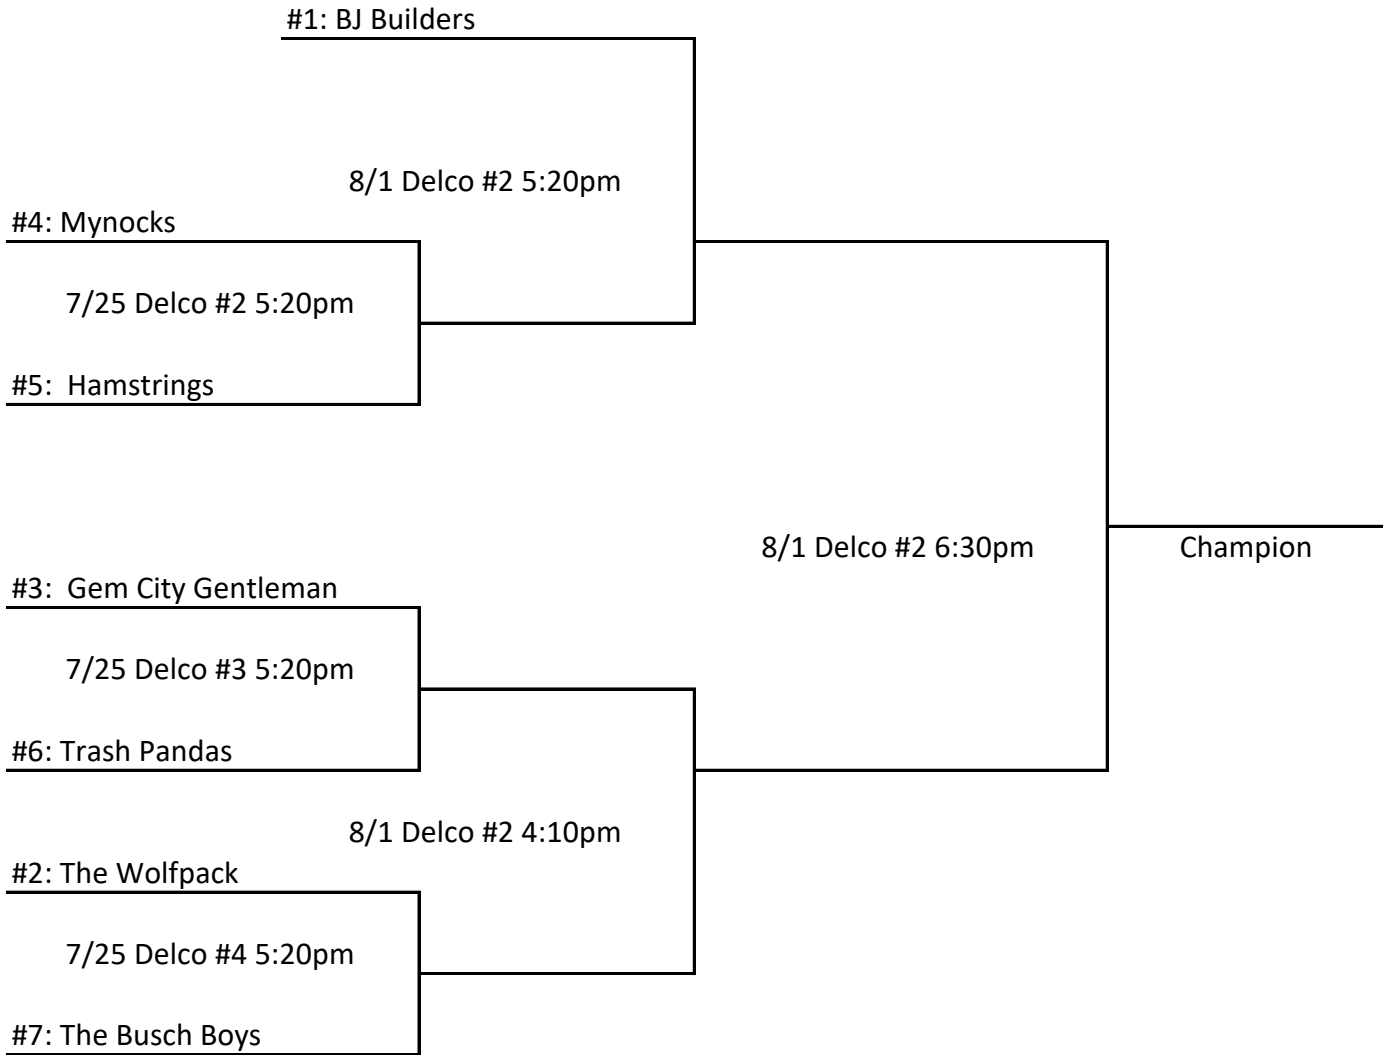 #1: BJ Builders
8/1 Delco #2 5:20pm
#4: Mynocks
7/25 Delco #2 5:20pm
#5:  Hamstrings
8/1 Delco #2 6:30pm
Champion
#3:  Gem City Gentleman
7/25 Delco #3 5:20pm
#6: Trash Pandas
8/1 Delco #2 4:10pm
#2: The Wolfpack
7/25 Delco #4 5:20pm
#7: The Busch Boys